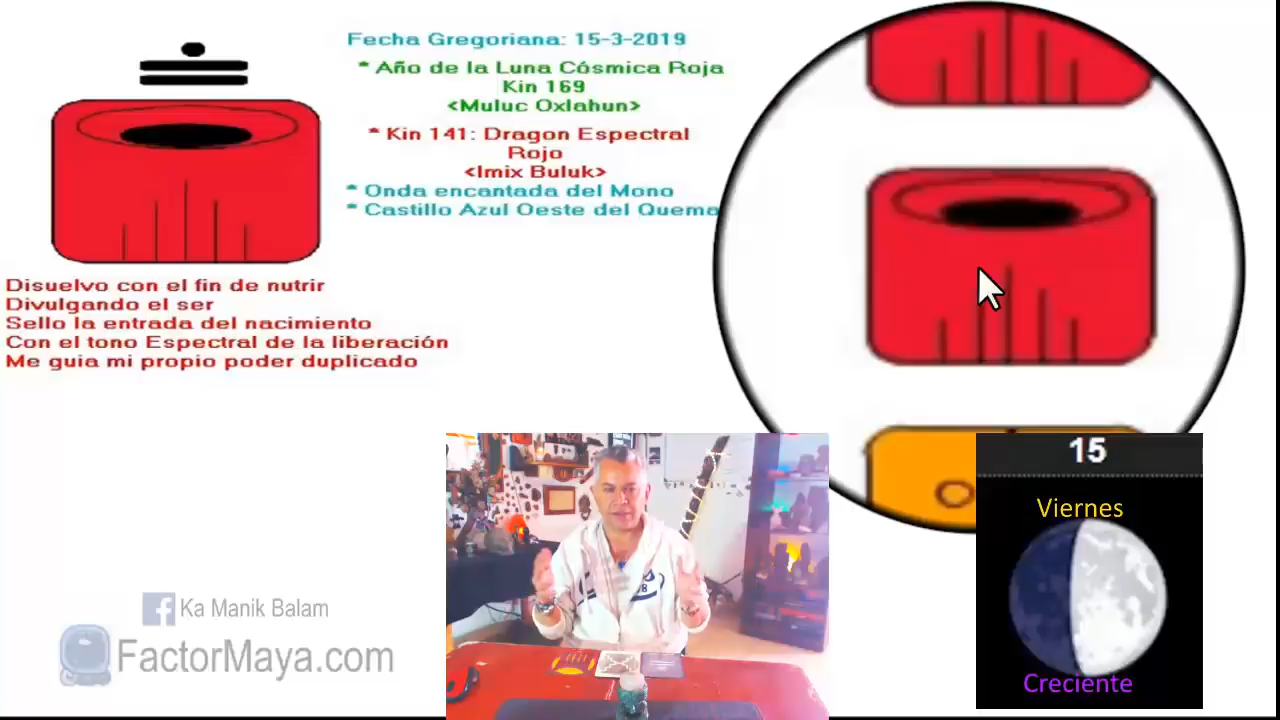 Fecha Gregoriana: 15-3-2019
* Año de la Luna Cósmica Roja
Kin 169
<Muluc Oxlahun>
* Kin 141: Dragon Espectral
Rojo
<Imix Buluk>
* Onda encantada del Mono
* Castillo Azul Oeste del Quema
Disuelvo con el fin de nutrir
Divulgando el ser
Sello la entrada del nacimiento
Con el tono Espectral de la liberación
Me guia mi propio poder duplicado
15
Viernes
Creciente
f Ka Manik Balam
FactorMaya.com